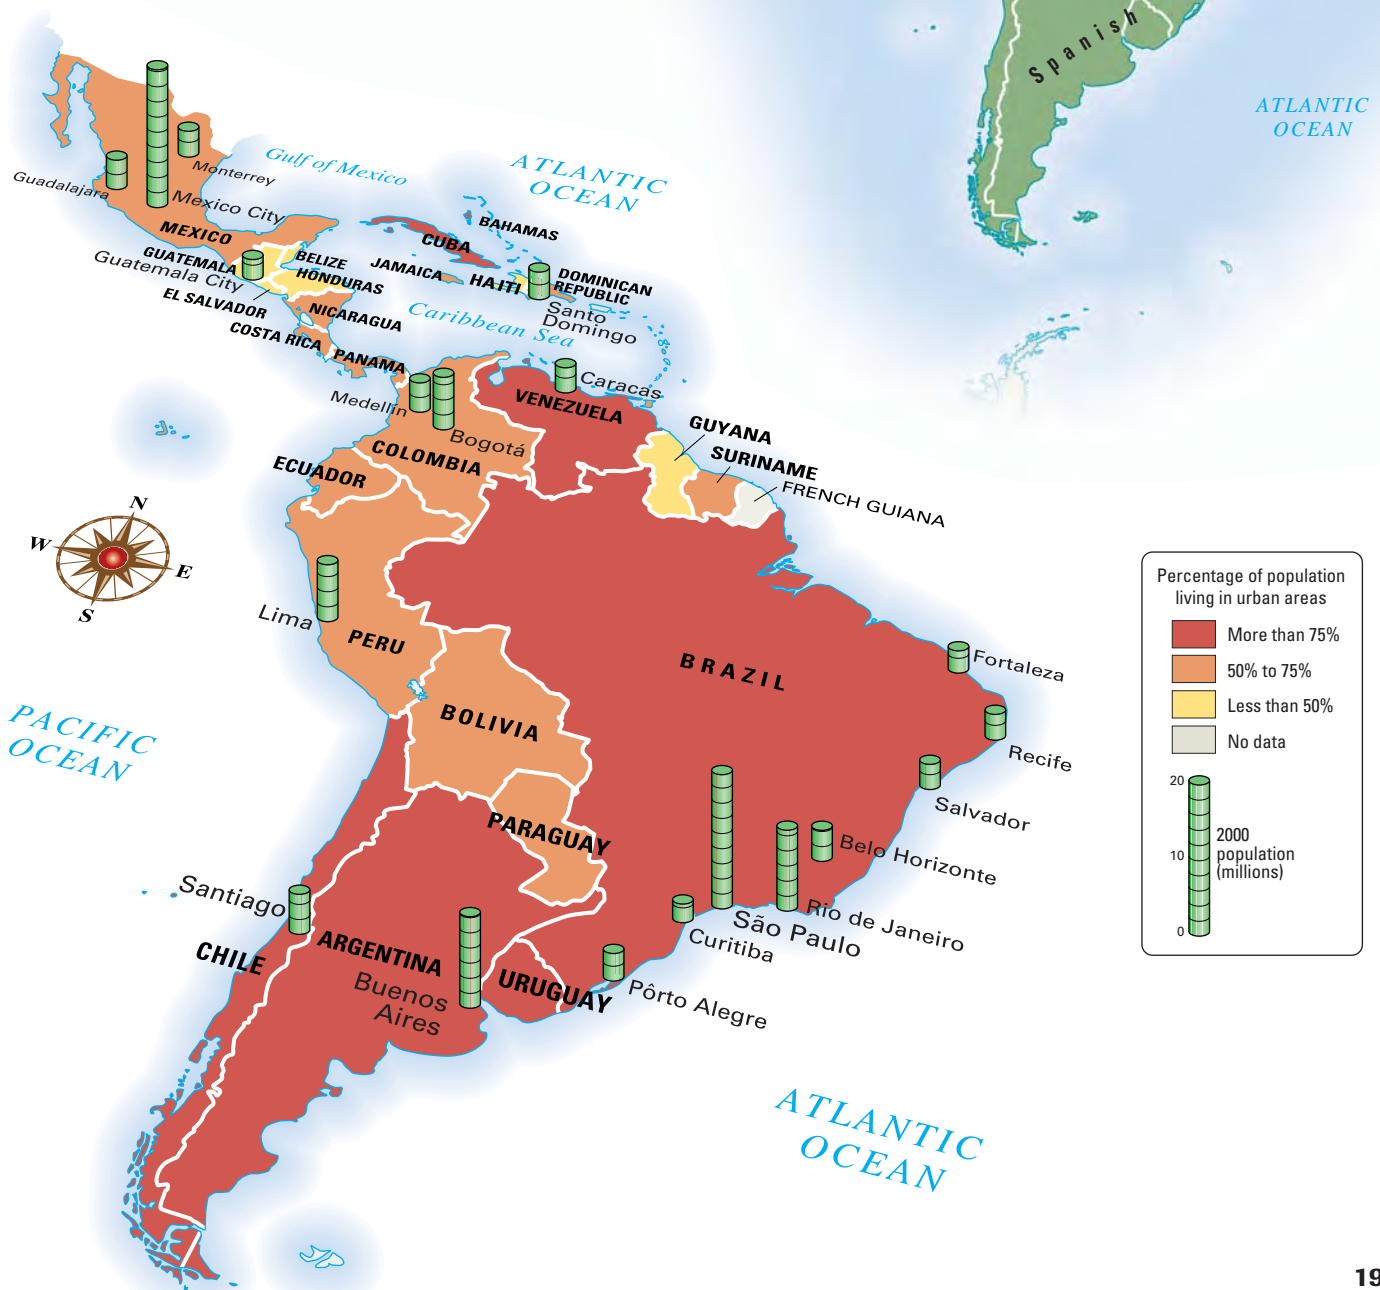 Spanish
ATLANTIC
OCEAN
Gulf of Mexico
ATLANTIC
OCEAN
Monterrey
Guadalajara
Mexico City
MEXICO
BAHAMAS
CUBA
GUATEMALA
Guatemala City
BELIZE
HONDURAS
JAMAICA
HAITI
DOMINICAN
REPUBLIC
Santo
Domingo
EL SALVADOR
NICARAGUA
Caribbean Sea
COSTA RICA
PANAMA
Medellín
Bogotá
Caracas
VENEZUELA
GUYANA
SURINAME
FRENCH GUIANA
COLOMBIA
ECUADOR
N
W
E
S
Lima
PERU
BRAZIL
Fortaleza
Recife
Salvador
BOLIVIA
PACIFIC
OCEAN
PARAGUAY
Belo Horizonte
Rio de Janeiro
São Paulo
Curitiba
Santiago
CHILE
ARGENTINA
Buenos
Aires
URUGUAY
Pôrto Alegre
ATLANTIC
OCEAN
Percentage of population
living in urban areas
More than 75%
50% to 75%
Less than 50%
No data
20
10
0
2000
population
(millions)
19